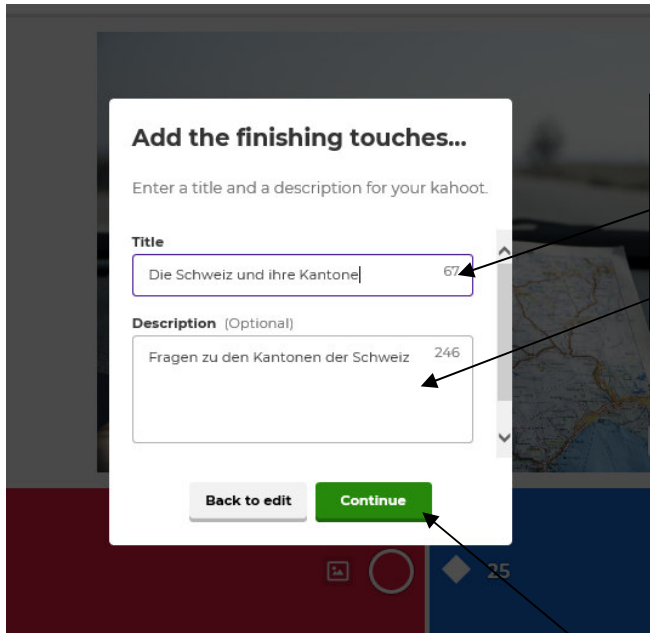 Add the finishing touches...
Enter a title and a description for your kahoot.
Title
Die Schweiz und ihre Kantone
67
Description (Optional)
Fragen zu den Kantonen der Schweiz
246
Back to edit
Continue
25